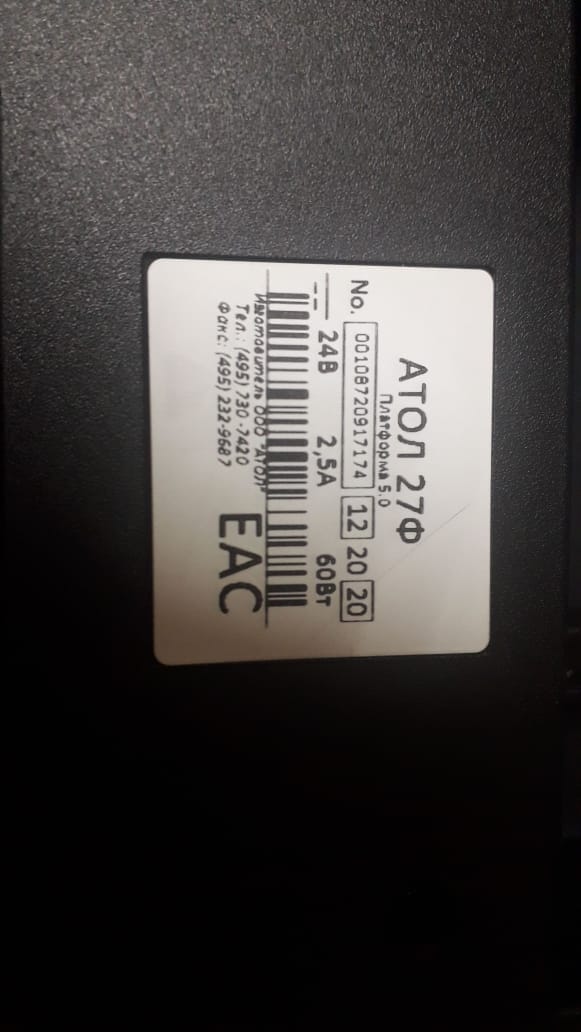 АТОЛ 27Ф
Платформа 5.0
No. 00108720917174 12 20 20
24В 2,5А 60Вт
Изготовитель ООО "АТОЛ"
Тел.: (495) 730-7420
Факс: (495) 232-9687
EAC